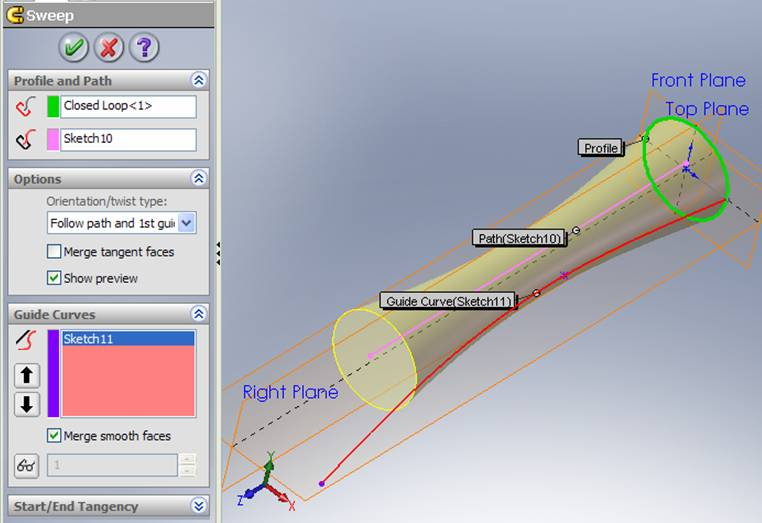 Sweep
?
Profile and Path
Closed Loop<1>
Sketch10
Options
Orientation/twist type:
Follow path and 1st gui
Merge tangent faces
Show preview
Guide Curves
Sketch11
Merge smooth faces
1
Start/End Tangency
Front Plane
Top Plane
Profile
Path(Sketch10)
Guide Curve(Sketch11)
Right Plane
Y
Z
X